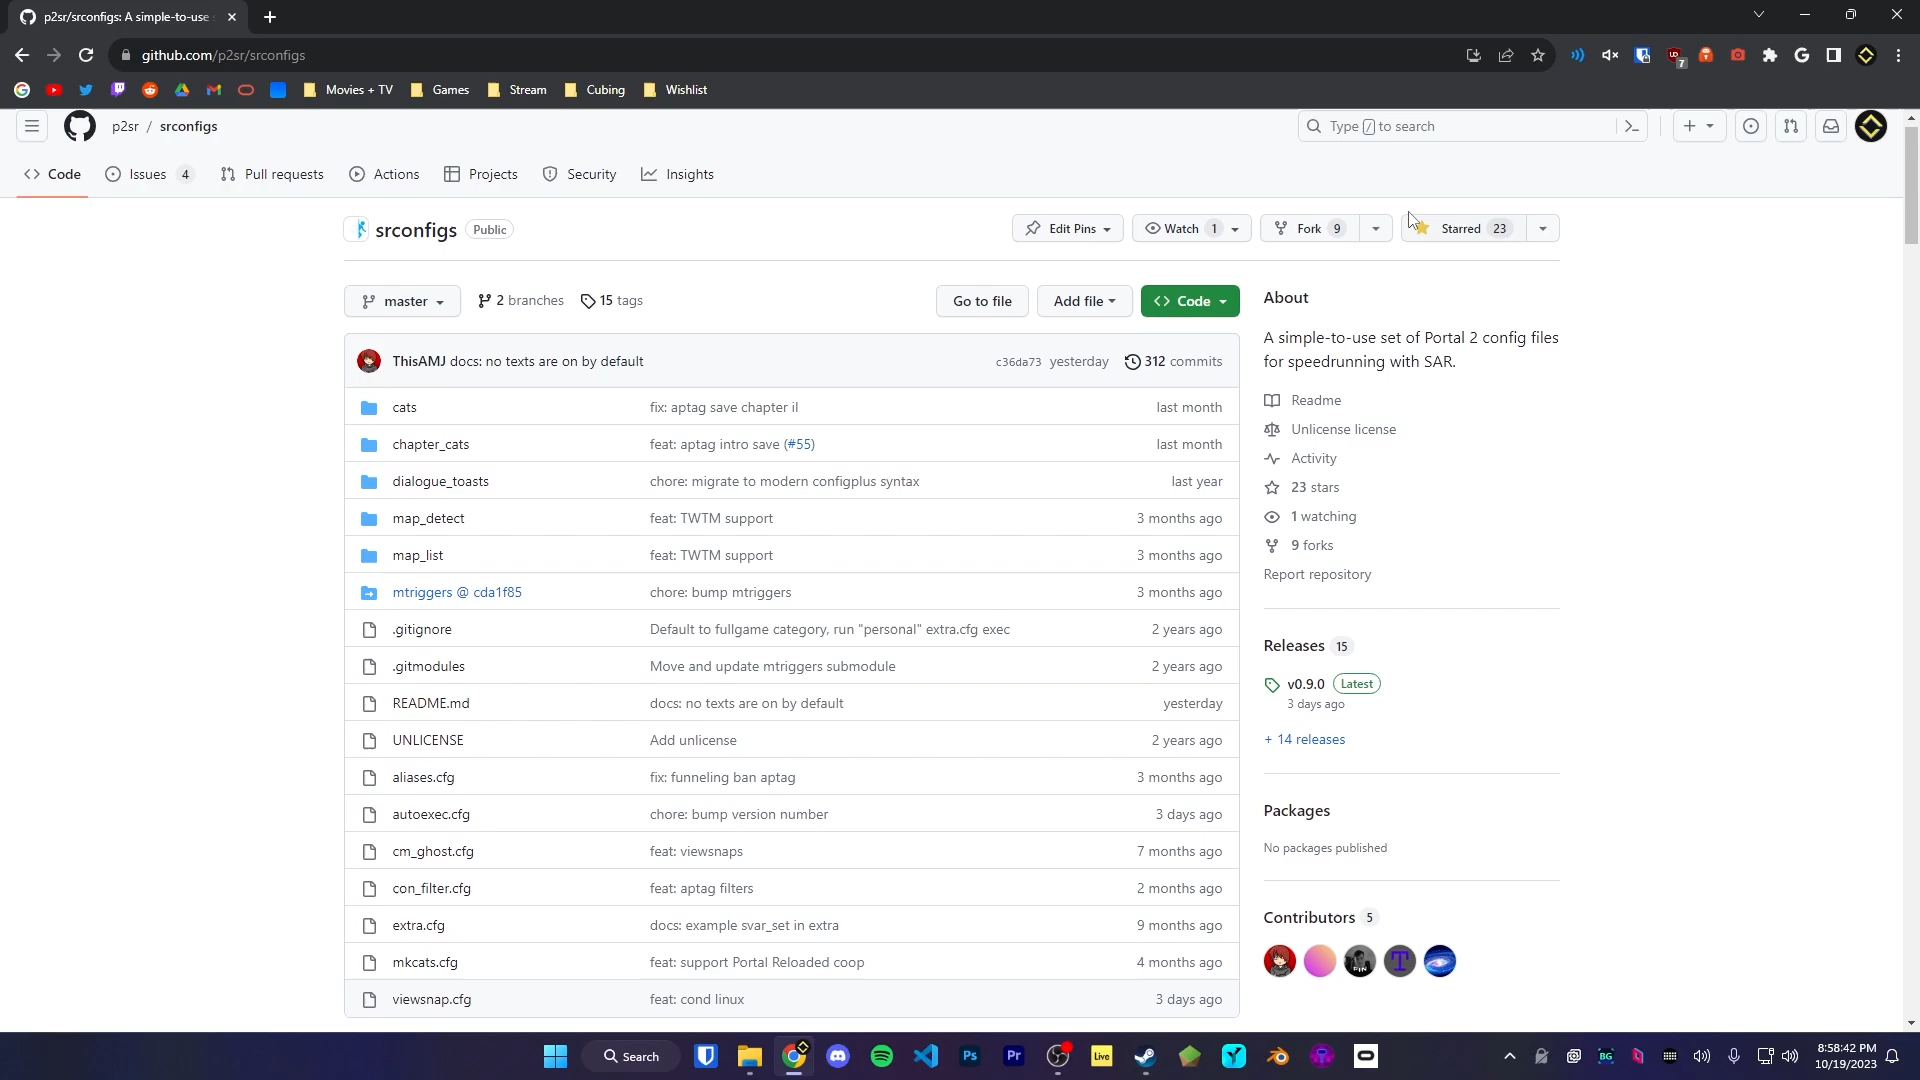 p2sr/srconfigs: A simple-to-use
github.com/p2sr/srconfigs
7
Movies + TV
Games
Stream
Cubing
Wishlist
p2sr / srconfigs
Type / to search
Code
Issues 4
Pull requests
Actions
Projects
Security
Insights
srconfigs Public
Edit Pins
Watch 1
Fork 9
Starred 23
master
2 branches
15 tags
Go to file
Add file
Code
ThisAMJ docs: no texts are on by default c36da73 yesterday 312 commits
cats fix: aptag save chapter il last month
chapter_cats feat: aptag intro save (#55) last month
dialogue_toasts chore: migrate to modern configplus syntax last year
map_detect feat: TWTM support 3 months ago
map_list feat: TWTM support 3 months ago
mtriggers @ cda1f85 chore: bump mtriggers 3 months ago
.gitignore Default to fullgame category, run "personal" extra.cfg exec 2 years ago
.gitmodules Move and update mtriggers submodule 2 years ago
README.md docs: no texts are on by default yesterday
UNLICENSE Add unlicense 2 years ago
aliases.cfg fix: funneling ban aptag 3 months ago
autoexec.cfg chore: bump version number 3 days ago
cm_ghost.cfg feat: viewsnaps 7 months ago
con_filter.cfg feat: aptag filters 2 months ago
extra.cfg docs: example svar_set in extra 9 months ago
mkcats.cfg feat: support Portal Reloaded coop 4 months ago
viewsnap.cfg feat: cond linux 3 days ago
About
A simple-to-use set of Portal 2 config files
for speedrunning with SAR.
Readme
Unlicense license
Activity
23 stars
1 watching
9 forks
Report repository
Releases 15
v0.9.0 Latest
3 days ago
+ 14 releases
Packages
No packages published
Contributors 5
Search
Ps
Pr
Live
BG
8:58:42 PM
10/19/2023